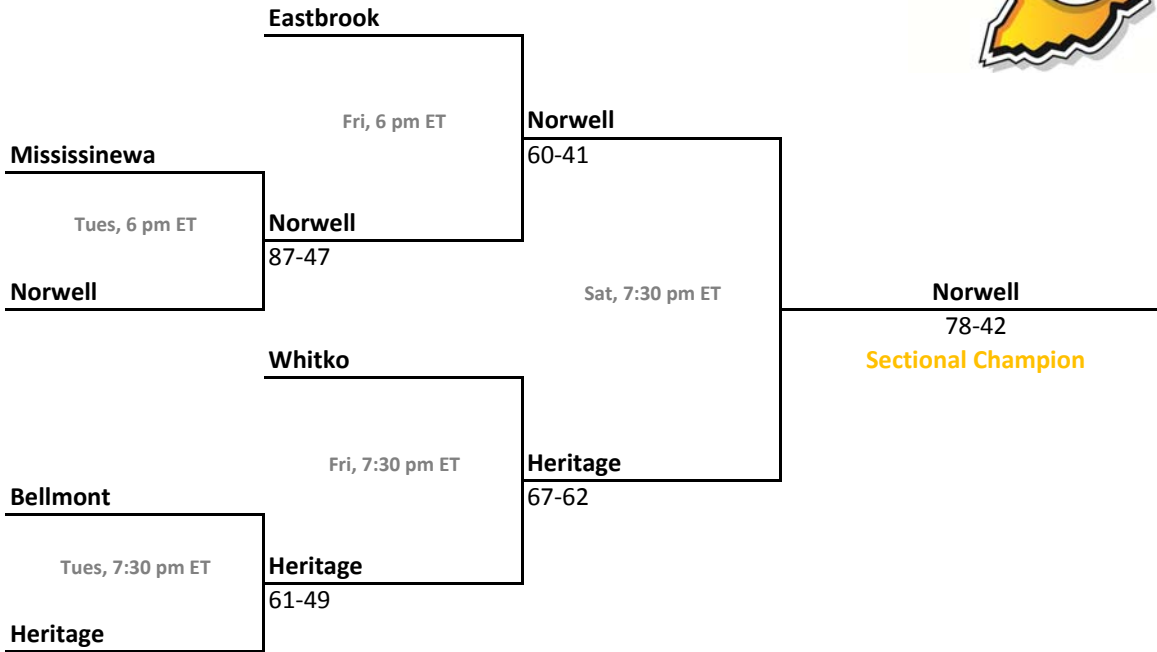 Eastbrook
Fri, 6 pm ET
Norwell
Mississinewa
60-41
Tues, 6 pm ET
Norwell
87-47
Norwell
Sat, 7:30 pm ET
Norwell
78-42
Whitko
Sectional Champion
Fri, 7:30 pm ET
Heritage
Bellmont
67-62
Tues, 7:30 pm ET
Heritage
61-49
Heritage